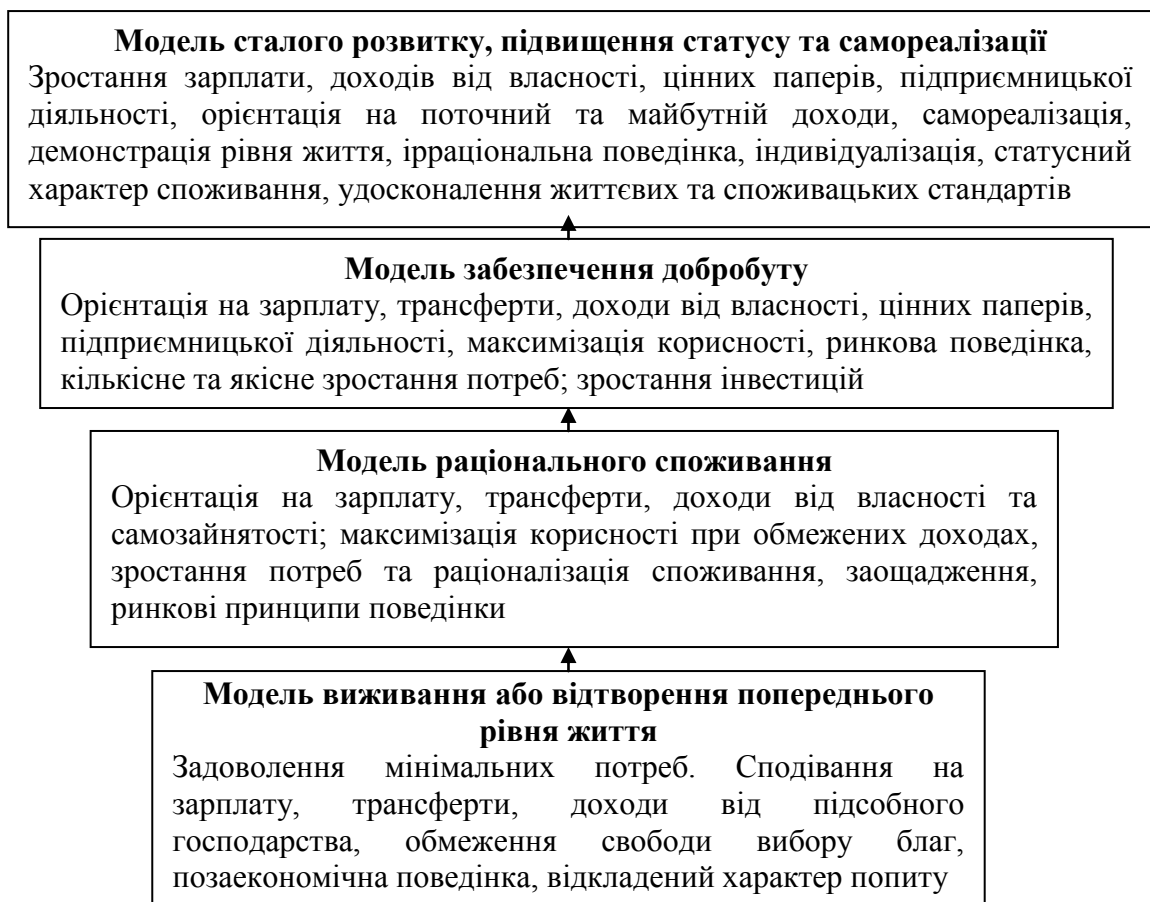 Модель сталого розвитку, підвищення статусу та самореалізації
Зростання зарплати, доходів від власності, цінних паперів, підприємницької
діяльності, орієнтація на поточний та майбутній доходи, самореалізація,
демонстрація рівня життя, ірраціональна поведінка, індивідуалізація, статусний
характер споживання, удосконалення життєвих та споживацьких стандартів
Модель забезпечення добробуту
Орієнтація на зарплату, трансферти, доходи від власності, цінних паперів,
підприємницької діяльності, максимізація корисності, ринкова поведінка,
кількісне та якісне зростання потреб; зростання інвестицій
Модель раціонального споживання
Орієнтація на зарплату, трансферти, доходи від власності та
самозайнятості; максимізація корисності при обмежених доходах,
зростання потреб та раціоналізація споживання, заощадження,
ринкові принципи поведінки
Модель виживання або відтворення попереднього
рівня життя
Задоволення мінімальних потреб. Сподівання на
зарплату, трансферти, доходи від підсобного
господарства, обмеження свободи вибору благ,
позаекономічна поведінка, відкладений характер попиту